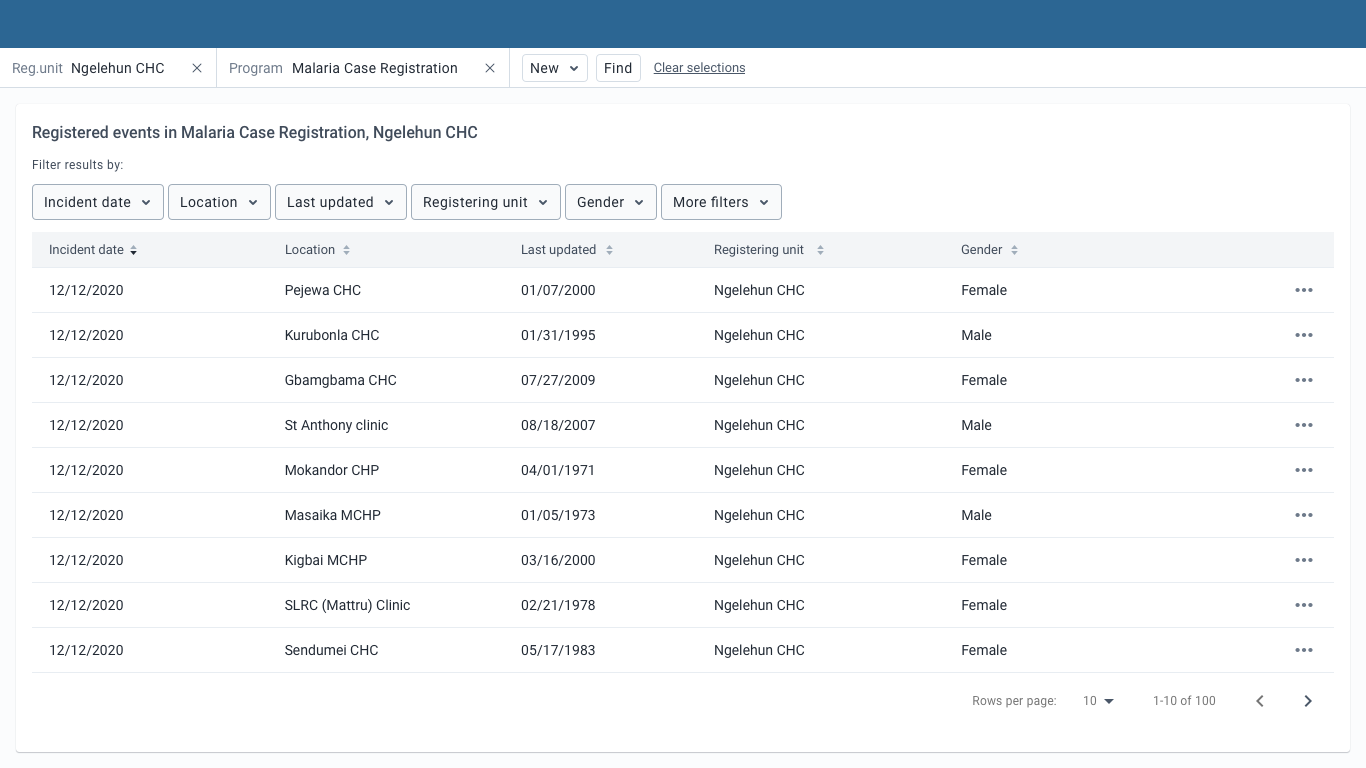 Reg.unit Ngelehun CHC Program Malaria Case Registration New Find Clear selections
Registered events in Malaria Case Registration, Ngelehun CHC
Filter results by:
Incident date Location Last updated Registering unit Gender More filters
Incident date Location Last updated Registering unit Gender
12/12/2020 Pejewa CHC 01/07/2000 Ngelehun CHC Female
12/12/2020 Kurubonla CHC 01/31/1995 Ngelehun CHC Male
12/12/2020 Gbamgbama CHC 07/27/2009 Ngelehun CHC Female
12/12/2020 St Anthony clinic 08/18/2007 Ngelehun CHC Male
12/12/2020 Mokandor CHP 04/01/1971 Ngelehun CHC Female
12/12/2020 Masaika MCHP 01/05/1973 Ngelehun CHC Male
12/12/2020 Kigbai MCHP 03/16/2000 Ngelehun CHC Female
12/12/2020 SLRC (Mattru) Clinic 02/21/1978 Ngelehun CHC Female
12/12/2020 Sendumei CHC 05/17/1983 Ngelehun CHC Female
Rows per page: 10 1-10 of 100